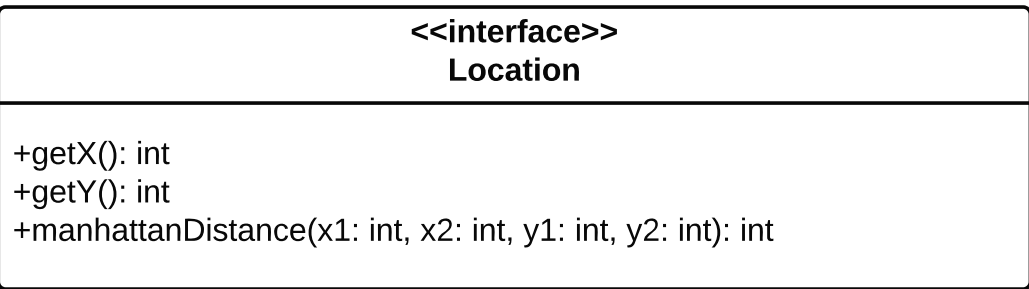 <<interface>>
Location
+getX(): int
+getY(): int
+manhattanDistance(x1: int, x2: int, y1: int, y2: int): int